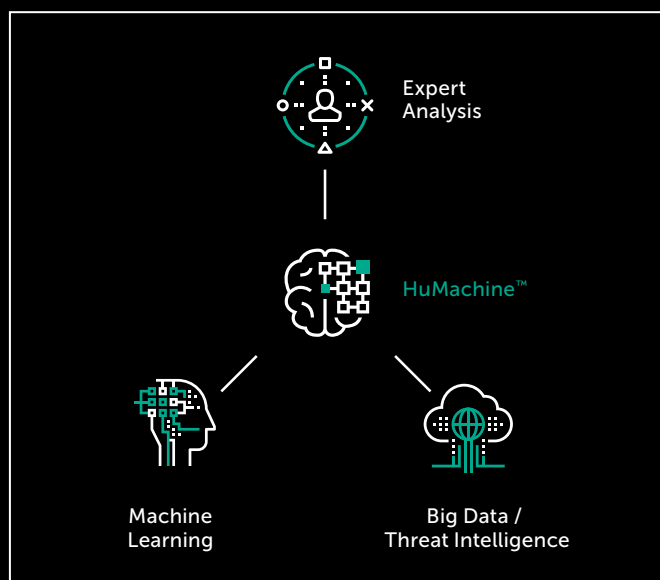 Expert
Analysis
HuMachine™
Machine
Learning
Big Data /
Threat Intelligence